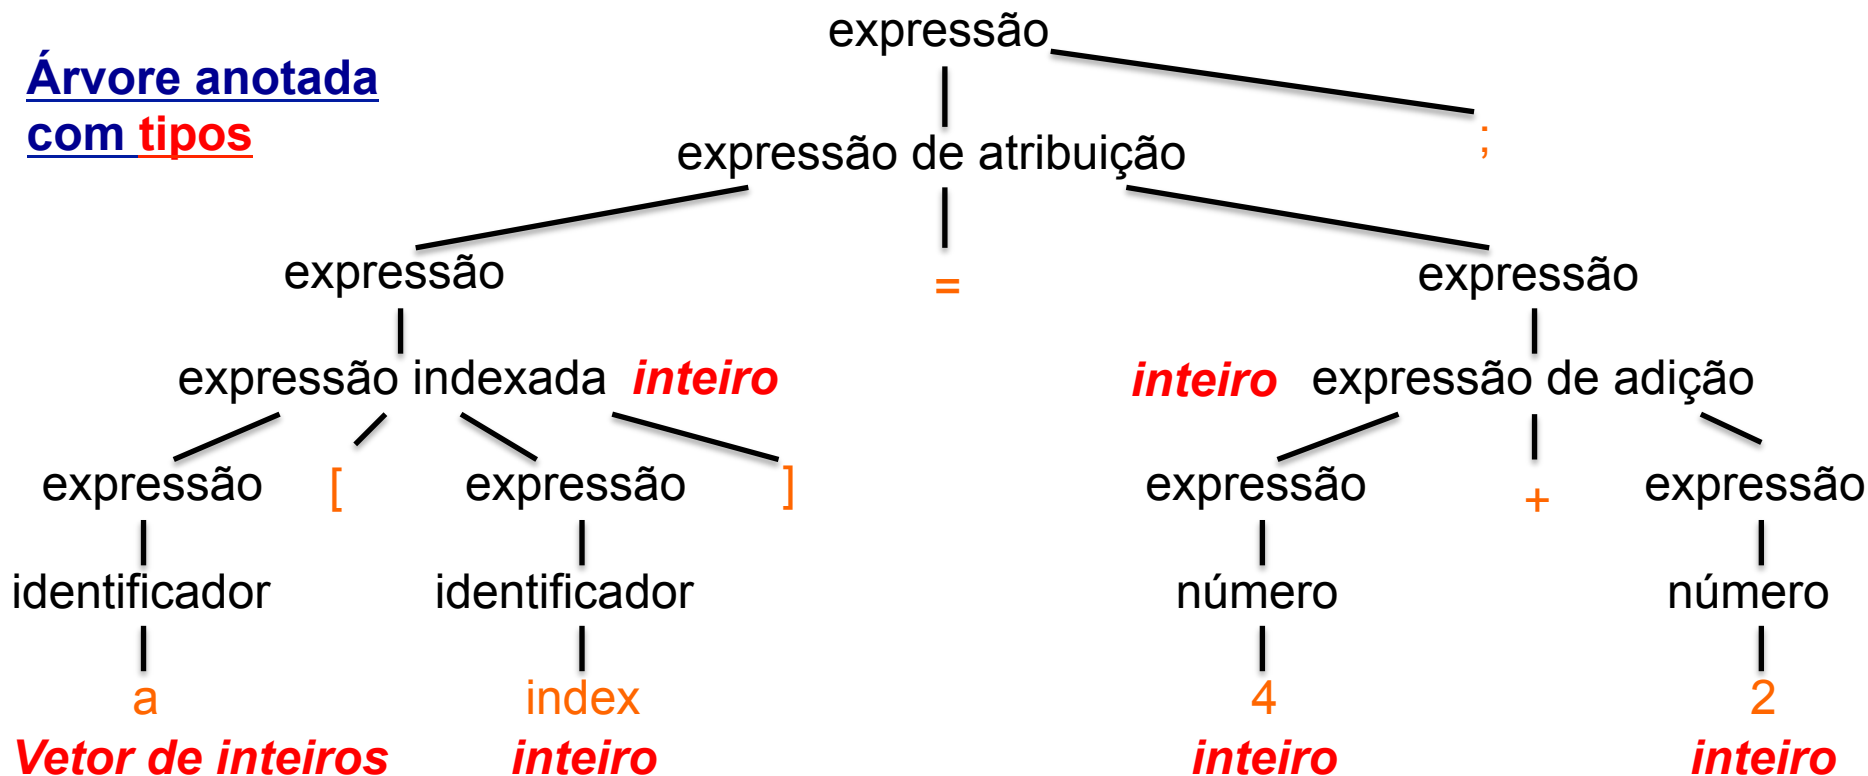 expressão
Árvore anotada
com tipos
;
expressão de atribuição
expressão = expressão
expressão indexada inteiro inteiro expressão de adição
expressão [ expressão ] expressão + expressão
identificador identificador número número
a index 4 2
Vetor de inteiros inteiro inteiro inteiro